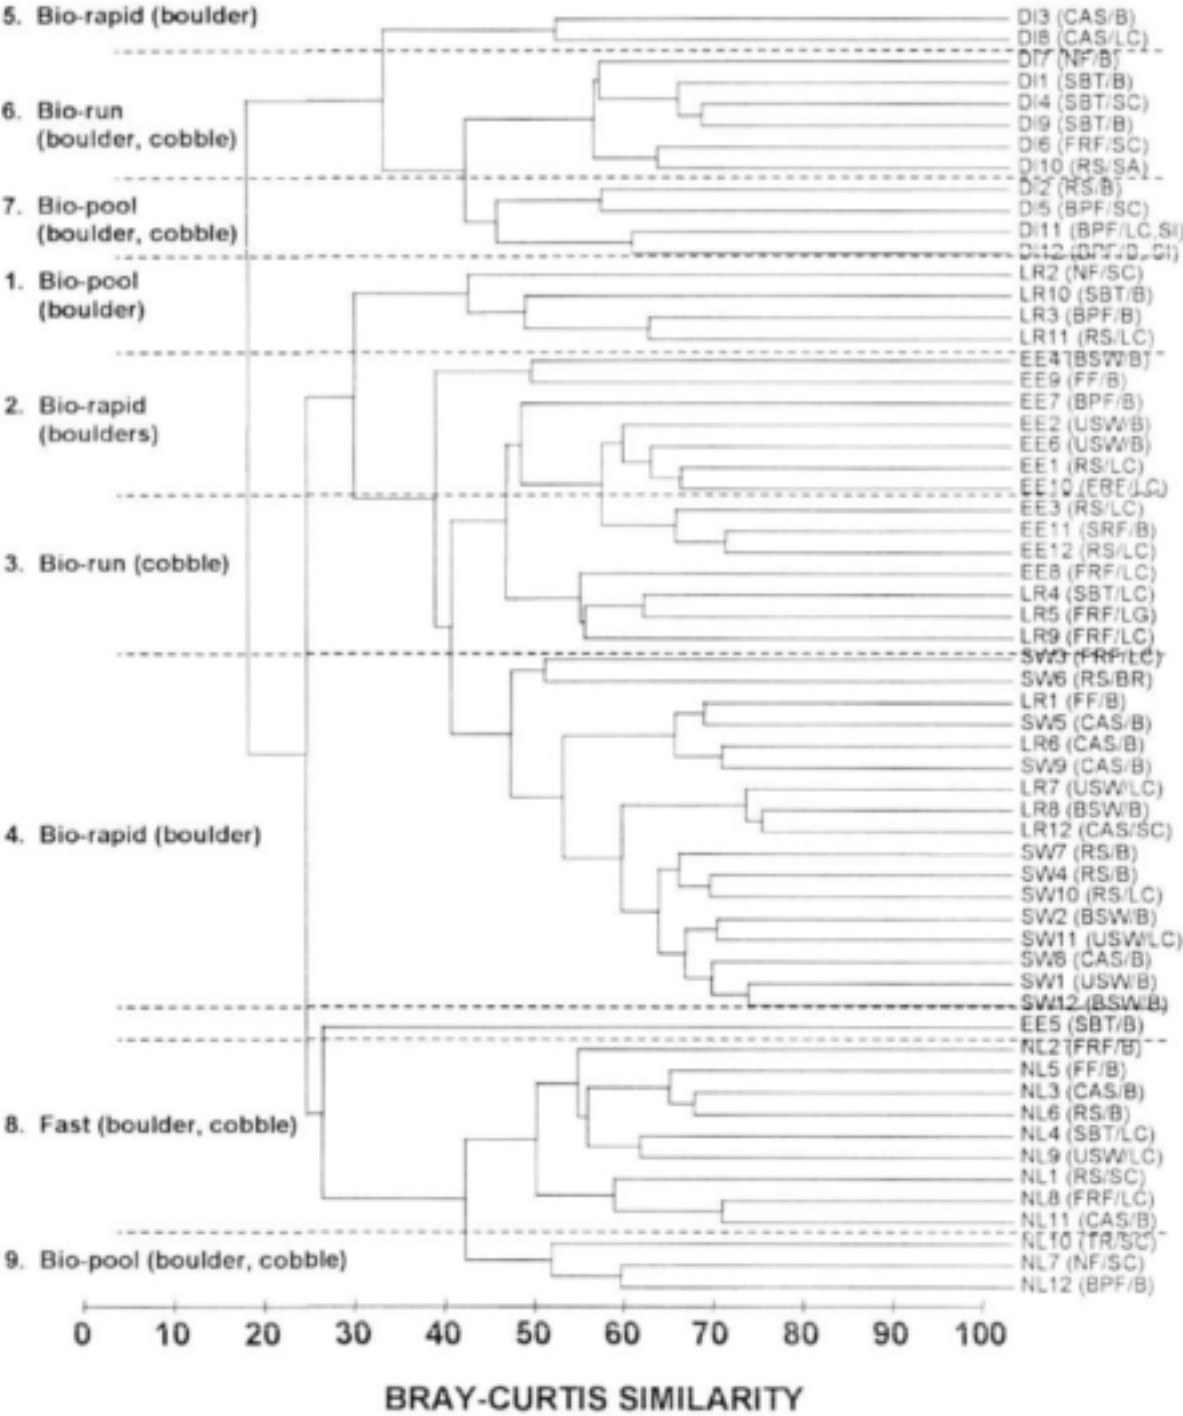 5. Bio-rapid (boulder)
6. Bio-run
(boulder, cobble)
7. Bio-pool
(boulder, cobble)
1. Bio-pool
(boulder)
2. Bio-rapid
(boulders)
3. Bio-run (cobble)
4. Bio-rapid (boulder)
8. Fast (boulder, cobble)
9. Bio-pool (boulder, cobble)
DI3 (CAS/B)
DI8 (CAS/LC)
DI7 (NF/B)
DI1 (SBT/B)
DI4 (SBT/SC)
DI9 (SBT/B)
DI6 (FRF/SC)
DI10 (RS/SA)
DI2 (RS/B)
DI5 (BPF/SC)
DI11 (BPF/LC,SI)
DI12 (BPF/B,SI)
LR2 (NF/SC)
LR10 (SBT/B)
LR3 (BPF/B)
LR11 (RS/LC)
EE4 (BSW/B)
EE9 (FF/B)
EE7 (BPF/B)
EE2 (USW/B)
EE6 (USW/B)
EE1 (RS/LC)
EE10 (FRF/LC)
EE3 (RS/LC)
EE11 (SRF/B)
EE12 (RS/LC)
EE8 (FRF/LC)
LR4 (SBT/LC)
LR5 (FRF/LG)
LR9 (FRF/LC)
SW3 (FRF/LC)
SW6 (RS/BR)
LR1 (FF/B)
SW5 (CAS/B)
LR6 (CAS/B)
SW9 (CAS/B)
LR7 (USW/LC)
LR8 (BSW/B)
LR12 (CAS/SC)
SW7 (RS/B)
SW4 (RS/B)
SW10 (RS/LC)
SW2 (BSW/B)
SW11 (USW/LC)
SW8 (CAS/B)
SW1 (USW/B)
SW12 (BSW/B)
EE5 (SBT/B)
NL2 (FRF/B)
NL5 (FF/B)
NL3 (CAS/B)
NL6 (RS/B)
NL4 (SBT/LC)
NL9 (USW/LC)
NL1 (RS/SC)
NL8 (FRF/LC)
NL11 (CAS/B)
NL10 (TR/SC)
NL7 (NF/SC)
NL12 (BPF/B)
0 10 20 30 40 50 60 70 80 90 100
BRAY-CURTIS SIMILARITY